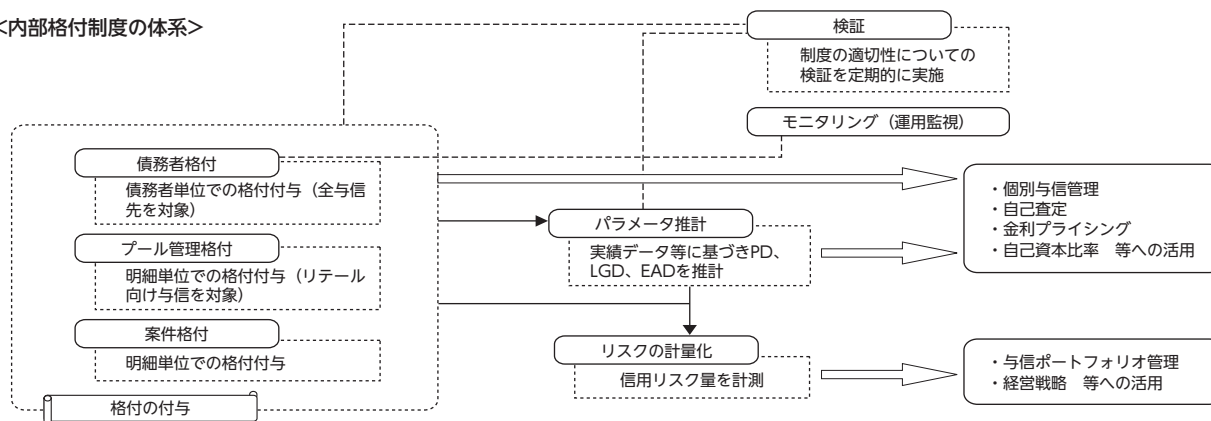 <内部格付制度の体系>
検証
制度の適切性についての
検証を定期的に実施
モニタリング（運用監視）
債務者格付
債務者単位での格付付与（全与信
先を対象）
プール管理格付
明細単位での格付付与（リテール
向け与信を対象）
案件格付
明細単位での格付付与
格付の付与
パラメータ推計
実績データ等に基づきPD、
LGD、EADを推計
リスクの計量化
信用リスク量を計測
・個別与信管理
・自己査定
・金利プライシング
・自己資本比率　等への活用
・与信ポートフォリオ管理
・経営戦略　等への活用